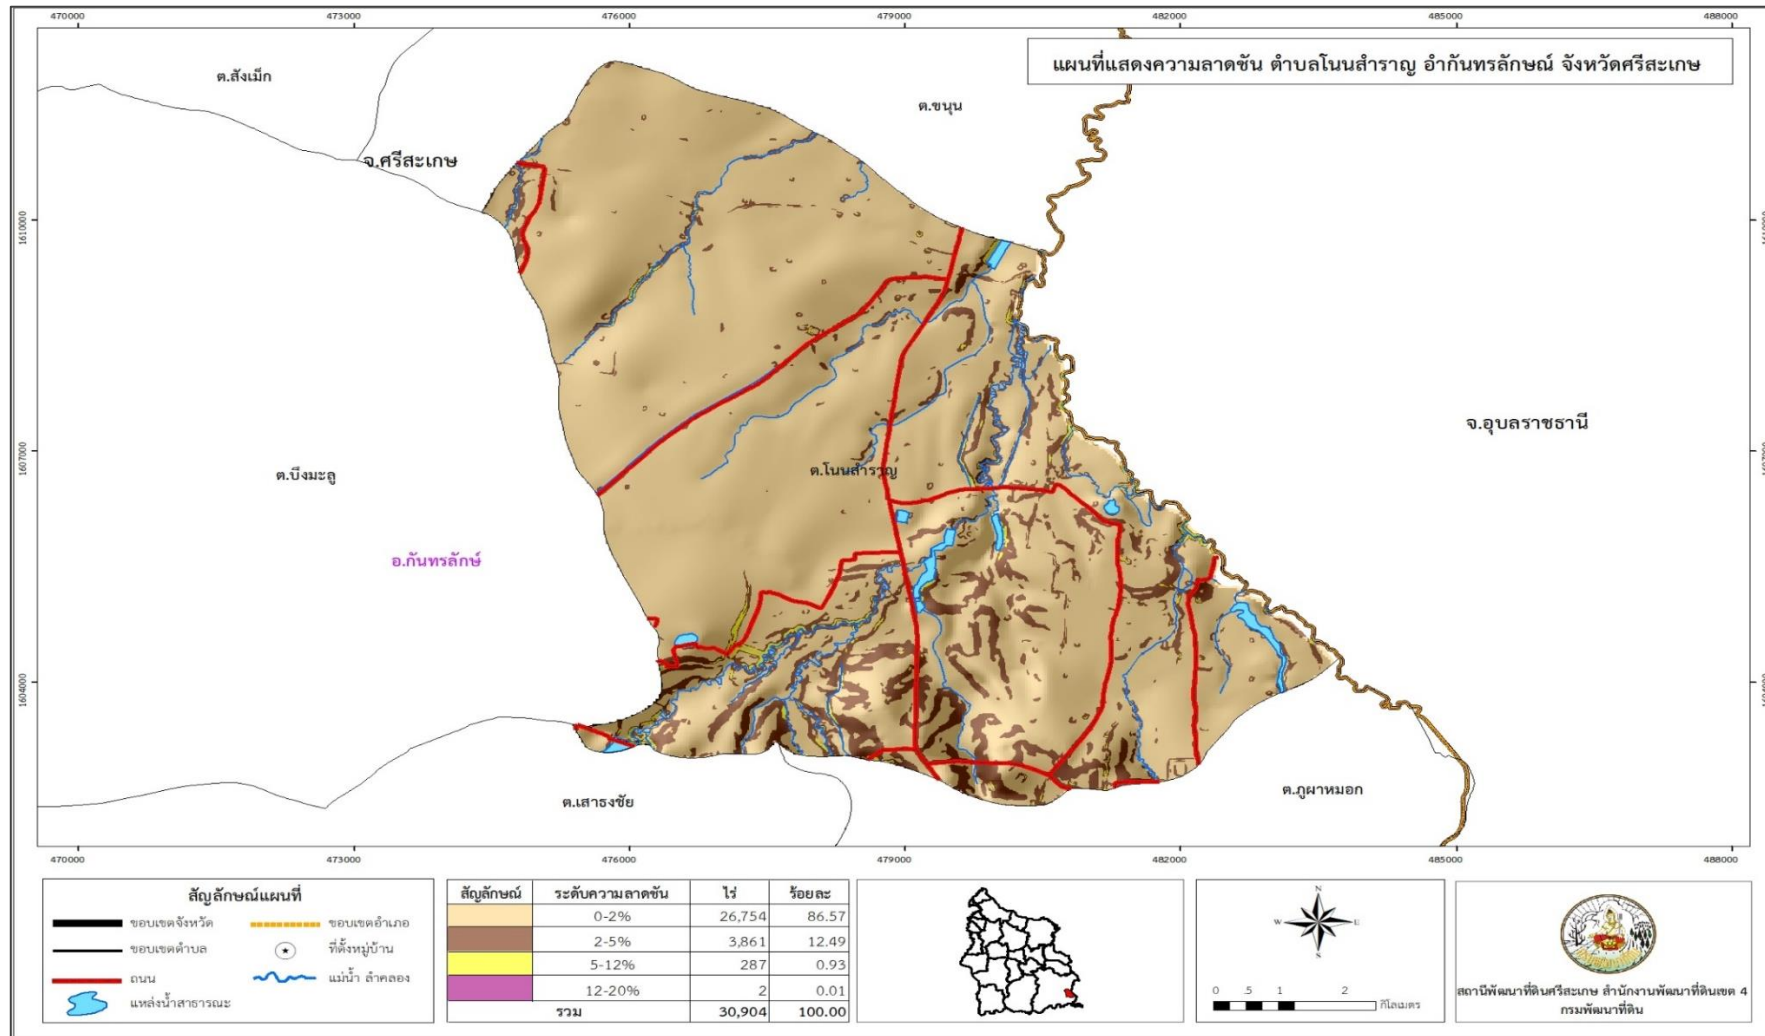 470000 473000 476000 479000 482000 485000 488000
แผนที่แสดงความลาดชัน ตำบลโนนสำราญ อำกันทรลักษณ์ จังหวัดศรีสะเกษ
ต.สังเม็ก
ต.ขนุน
จ.ศรีสะเกษ
1610000
จ.อุบลราชธานี
1607000
ต.โนนสำราญ
ต.บึงมะลู
อ.กันทรลักษ์
1604000
ต.เสาธงชัย
ต.ภูผาหมอก
470000 473000 476000 479000 482000 485000 488000
สัญลักษณ์แผนที่
ขอบเขตจังหวัด ขอบเขตอำเภอ
ขอบเขตตำบล ที่ตั้งหมู่บ้าน
ถนน แม่น้ำ ลำคลอง
แหล่งน้ำสาธารณะ
สัญลักษณ์ ระดับความลาดชัน ไร่ ร้อยละ
0-2% 26,754 86.57
2-5% 3,861 12.49
5-12% 287 0.93
12-20% 2 0.01
รวม 30,904 100.00
N
W E
S
0 .5 1 2
กิโลเมตร
สถานีพัฒนาที่ดินศรีสะเกษ สำนักงานพัฒนาที่ดินเขต 4
กรมพัฒนาที่ดิน